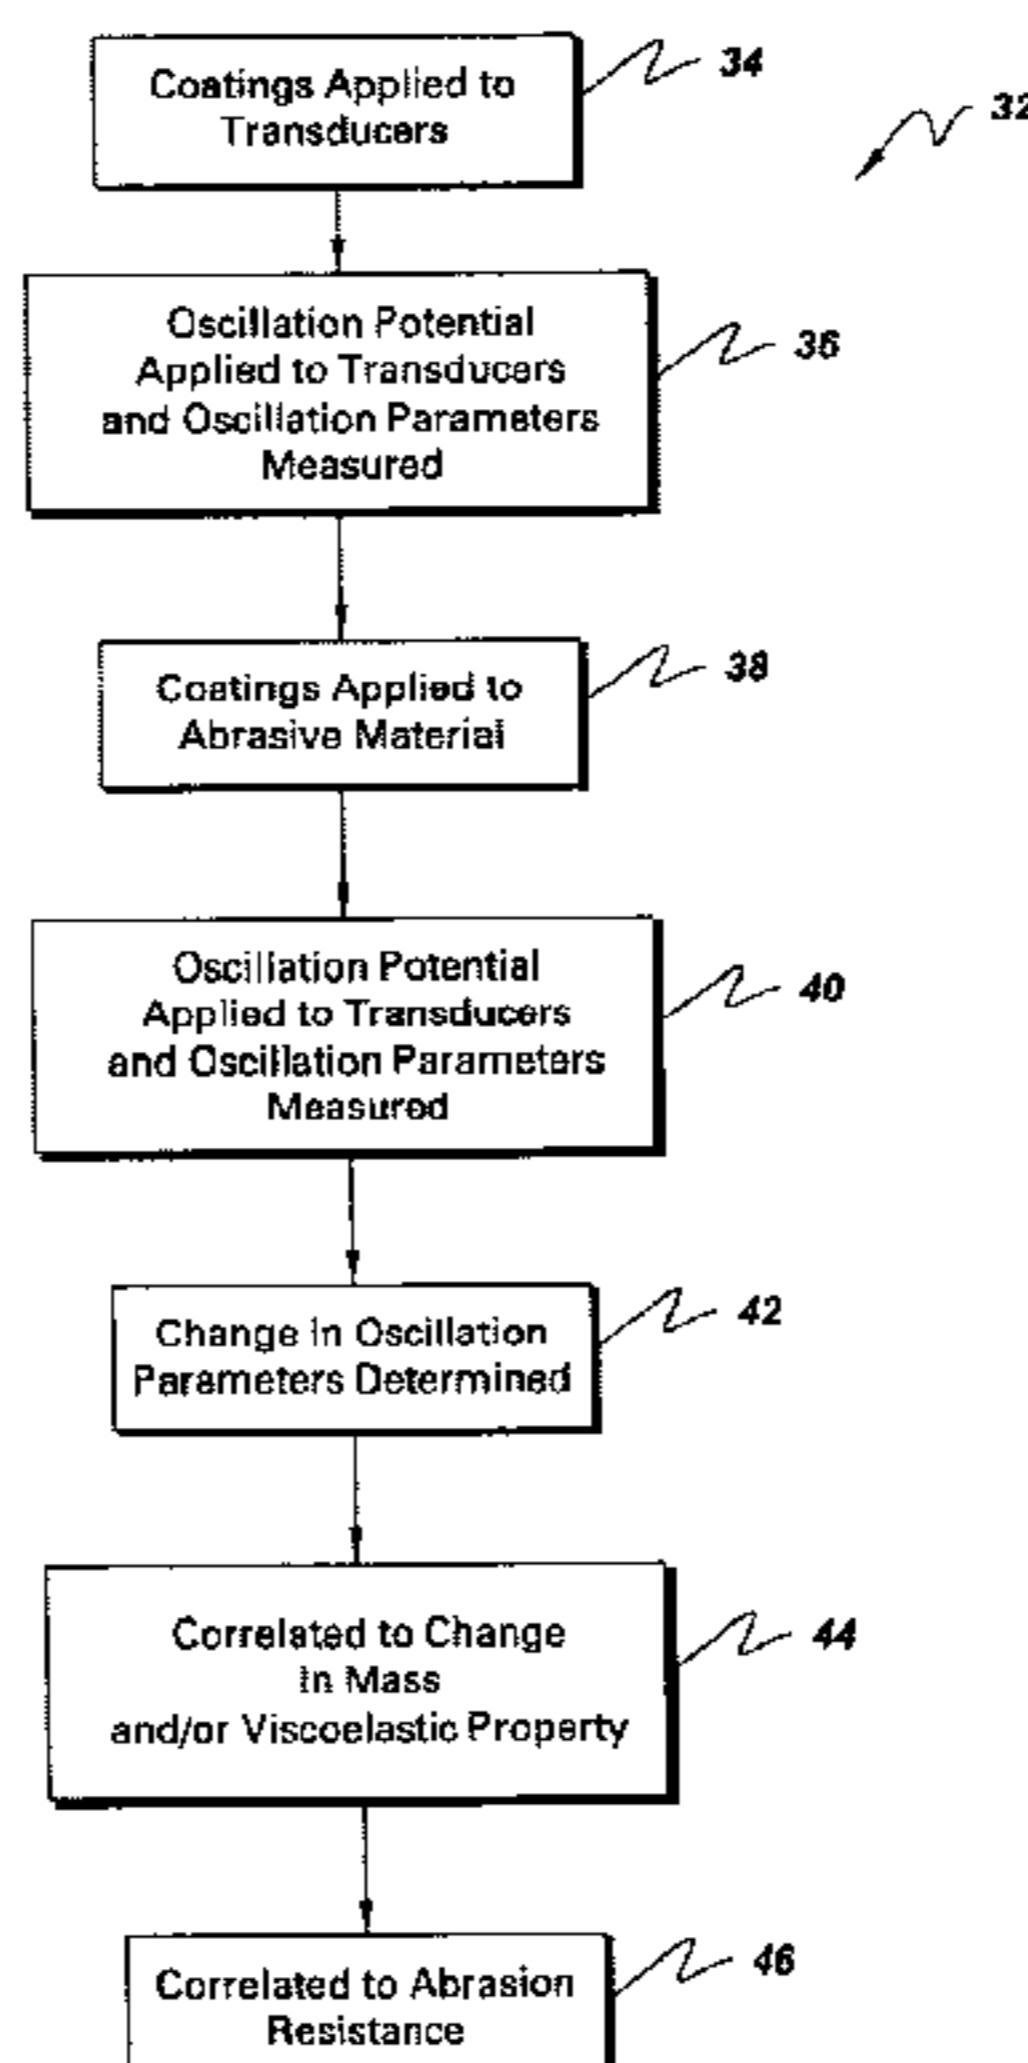 Coatings Applied to
Transducers
34
32
Oscillation Potential
Applied to Transducers
and Oscillation Parameters
Measured
36
Coatings Applied to
Abrasive Material
38
Oscillation Potential
Applied to Transducers
and Oscillation Parameters
Measured
40
Change in Oscillation
Parameters Determined
42
Correlated to Change
in Mass
and/or Viscoelastic Property
44
Correlated to Abrasion
Resistance
46